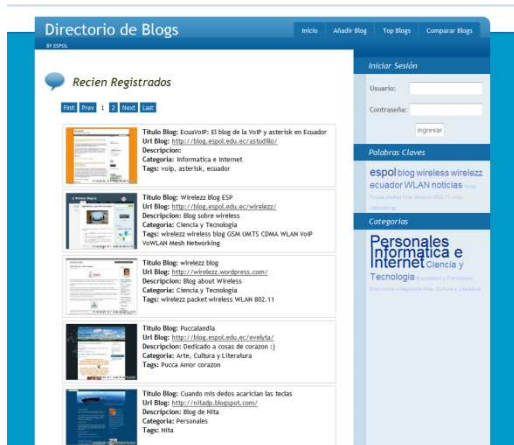 Directorio de Blogs
BY ESPOL
Inicio
Añadir Blog
Top Blogs
Comparar Blogs
Recien Registrados
First Prev 1 2 Next Last
Titulo Blog: EcuaVoIP: El blog de la VoIP y asterisk en Ecuador
Url Blog: http://blog.espol.edu.ec/astudillo/
Descripcion:
Categoria: Informatica e Internet
Tags: voip, asterisk, ecuador
Titulo Blog: Wirelezz Blog ESP
Url Blog: http://blog.espol.edu.ec/wirelezz/
Descripcion: Blog sobre wireless
Categoria: Ciencia y Tecnologia
Tags: wirelezz wireless blog GSM UMTS CDMA WLAN VoIP
VoWLAN Mesh Networking
Titulo Blog: wirelezz blog
Url Blog: http://wirelezz.wordpress.com/
Descripcion: Blog about Wireless
Categoria: Ciencia y Tecnologia
Tags: wirelezz packet wireless WLAN 802.11
Titulo Blog: Puccalandia
Url Blog: http://blog.espol.edu.ec/evelyta/
Descripcion: Dedicado a cosas de corazon :)
Categoria: Arte, Cultura y Literatura
Tags: Pucca Amor corazon
Titulo Blog: Cuando mis dedos acarician las teclas
Url Blog: http://nitadp.blogspot.com/
Descripcion: Blog de Nita
Categoria: Personales
Tags: Nita
Iniciar Sesión
Usuario:
Contraseña:
Ingresar
Palabras Claves
espol blog wireless wirelezz
ecuador WLAN noticias
Categorias
Personales
Informatica e
Internet Ciencia y
Tecnologia